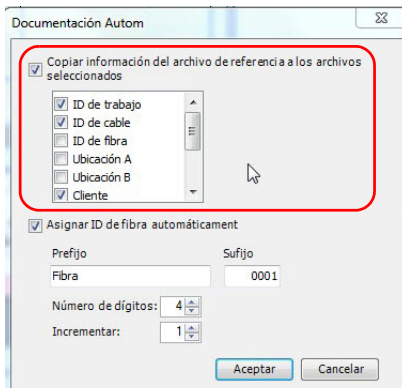 Documentación Autom
Copiar información del archivo de referencia a los archivos
seleccionados
ID de trabajo
ID de cable
ID de fibra
Ubicación A
Ubicación B
Cliente
Asignar ID de fibra automáticament
Prefijo Sufijo
Fibra 0001
Número de dígitos: 4
Incrementar: 1
Aceptar Cancelar